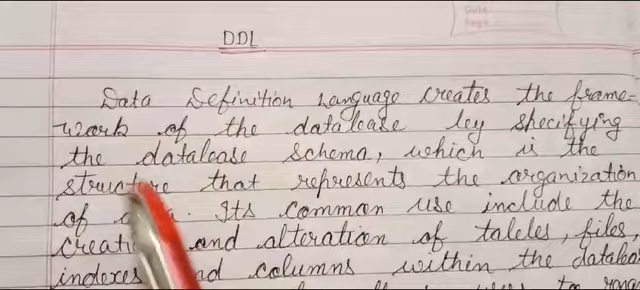 Date
Page
DDL
Data Definition Language creates the frame-
work of the database by specifying
the database schema, which is the
structure that represents the organization
of . Its common use include the
and alteration of tables, files,
indexes and columns within the